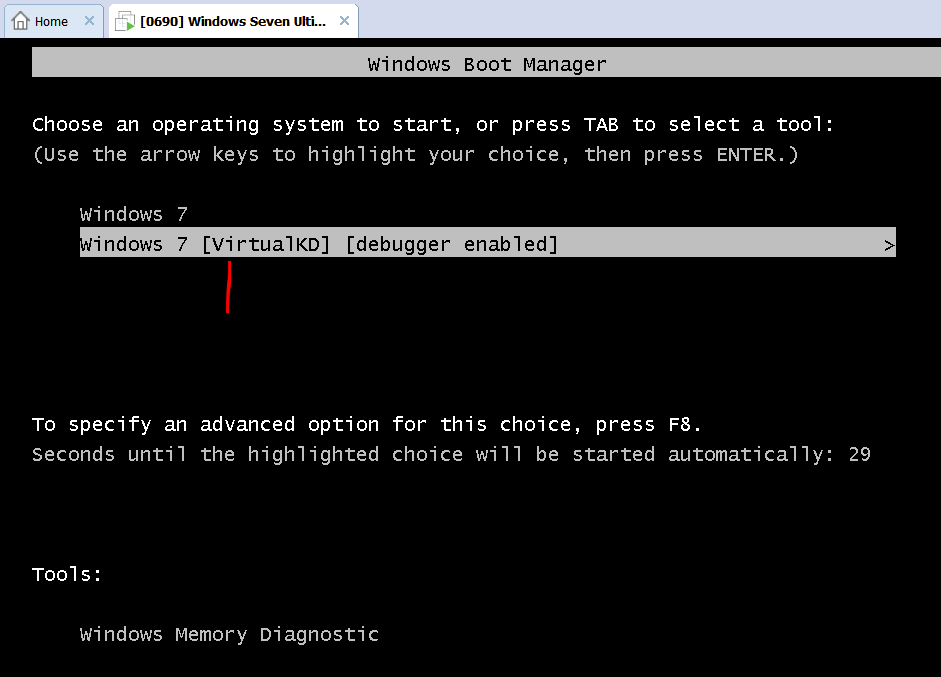 Home
[0690] Windows Seven Ulti...
Windows Boot Manager
Choose an operating system to start, or press TAB to select a tool:
(Use the arrow keys to highlight your choice, then press ENTER.)
Windows 7
Windows 7 [VirtualKD] [debugger enabled] >
To specify an advanced option for this choice, press F8.
Seconds until the highlighted choice will be started automatically: 29
Tools:
Windows Memory Diagnostic